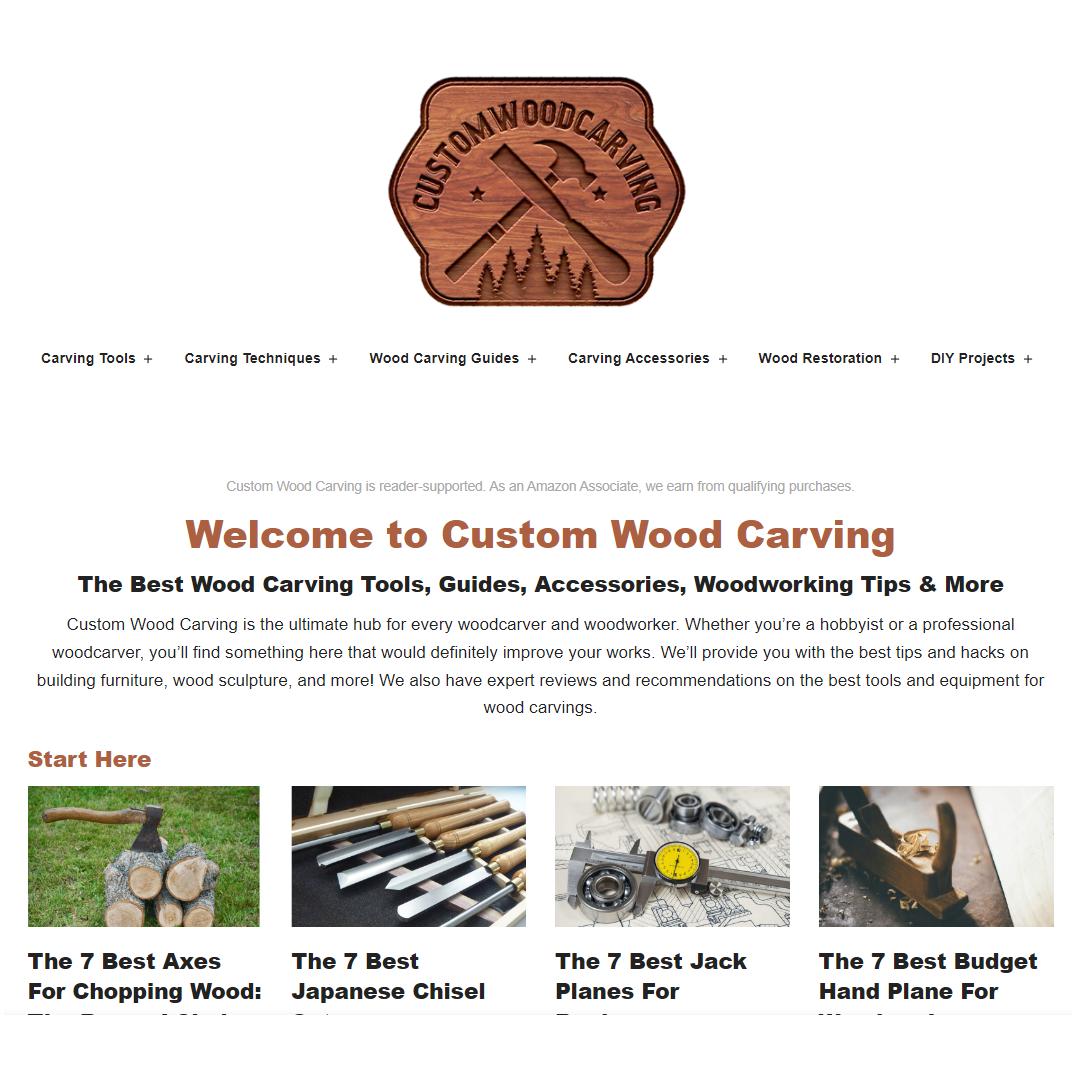 CUSTOMWOODCARVING
Carving Tools + Carving Techniques + Wood Carving Guides + Carving Accessories + Wood Restoration + DIY Projects +
Custom Wood Carving is reader-supported. As an Amazon Associate, we earn from qualifying purchases.
Welcome to Custom Wood Carving
The Best Wood Carving Tools, Guides, Accessories, Woodworking Tips & More
Custom Wood Carving is the ultimate hub for every woodcarver and woodworker. Whether you’re a hobbyist or a professional
woodcarver, you’ll find something here that would definitely improve your works. We’ll provide you with the best tips and hacks on
building furniture, wood sculpture, and more! We also have expert reviews and recommendations on the best tools and equipment for
wood carvings.
Start Here
The 7 Best Axes
For Chopping Wood:
The 7 Best
Japanese Chisel
The 7 Best Jack
Planes For
The 7 Best Budget
Hand Plane For